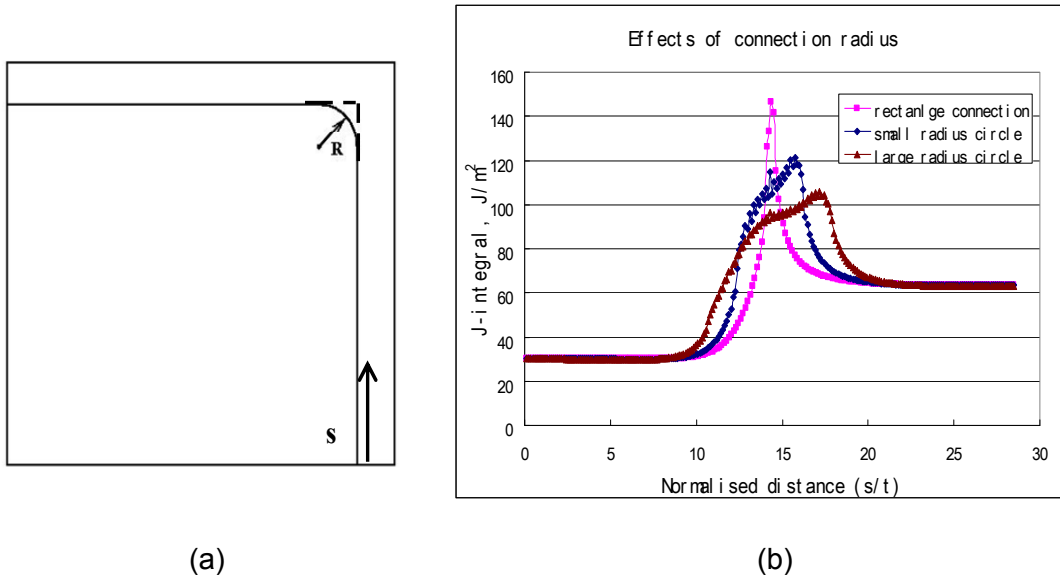 R
S
(a)
Effects of connection radius
J-integral, J/m²
160
140
120
100
80
60
40
20
0
rectanlge connection
small radius circle
large radius circle
0 5 10 15 20 25 30
Normalised distance (s/t)
(b)